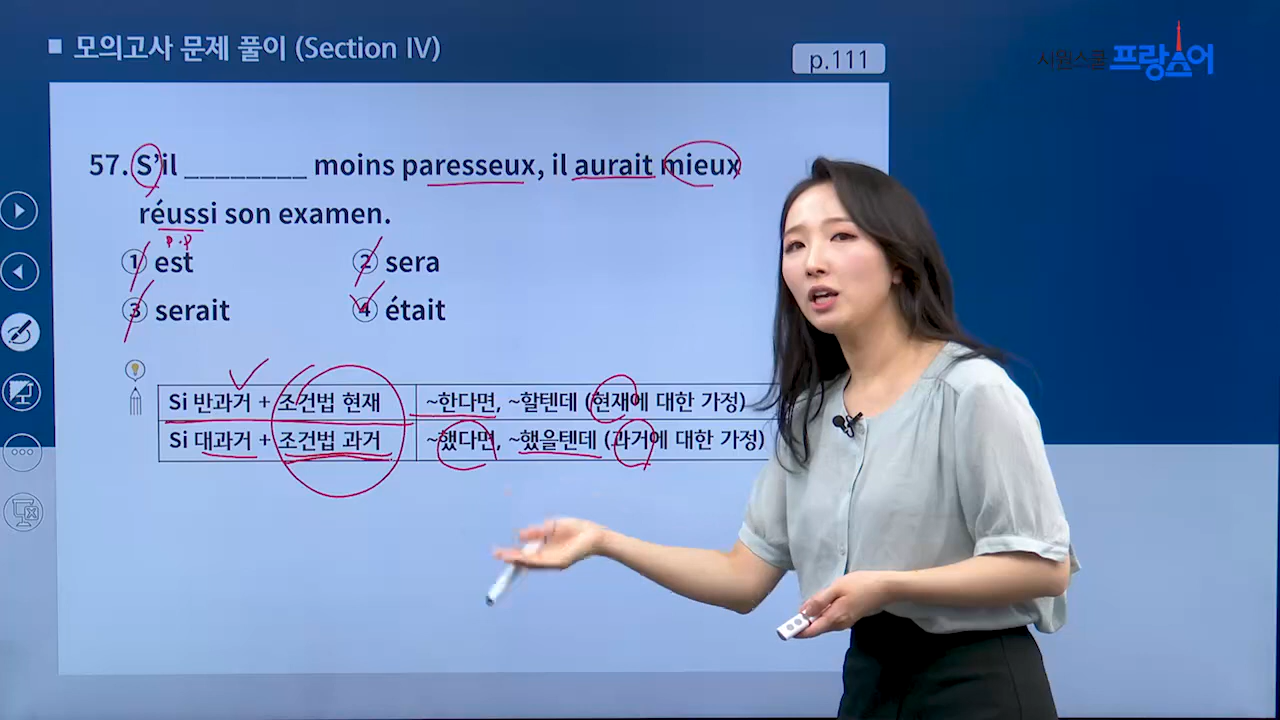 ■ 모의고사 문제 풀이 (Section IV)
p.111
시원스쿨 프랑스어
57. S'il ________ moins paresseux, il aurait mieux
réussi son examen.
p.p
① est ② sera
③ serait ④ était
Si 반과거 + 조건법 현재 ~한다면, ~할텐데 (현재에 대한 가정)
Si 대과거 + 조건법 과거 ~했다면, ~했을텐데 (과거에 대한 가정)